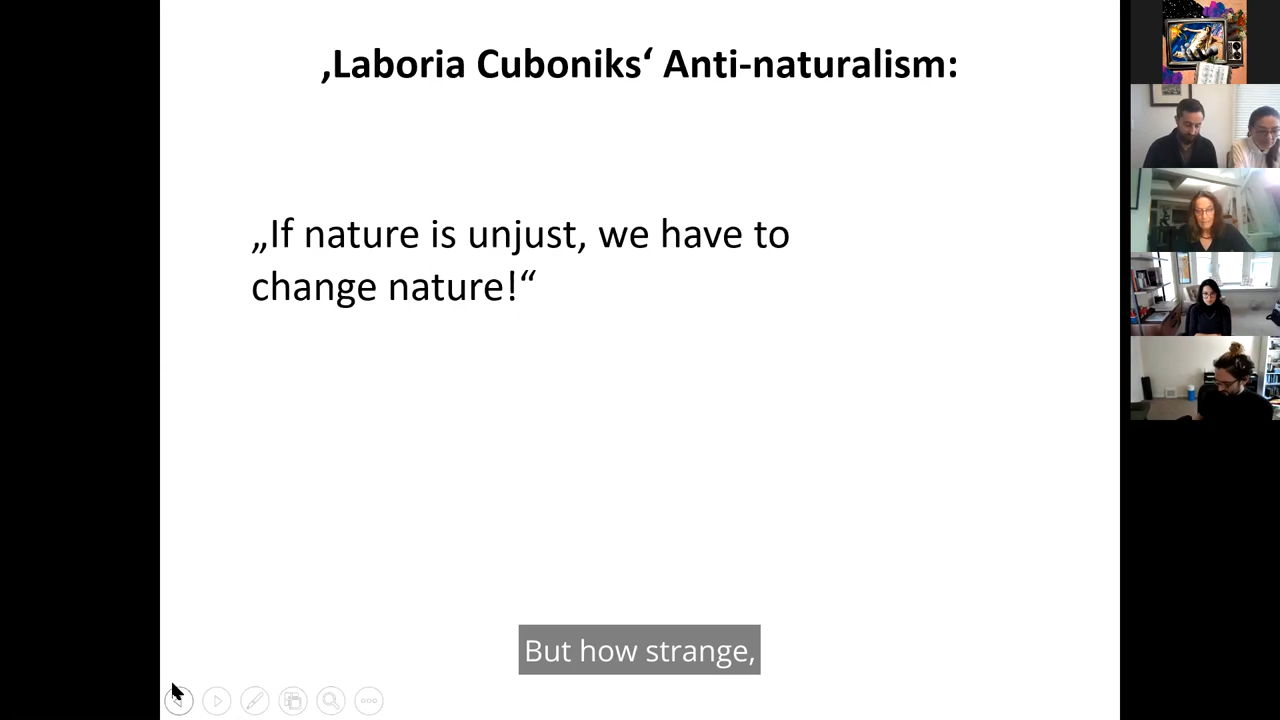 ‚Laboria Cuboniks‘ Anti-naturalism:
„If nature is unjust, we have to
change nature!“
But how strange,